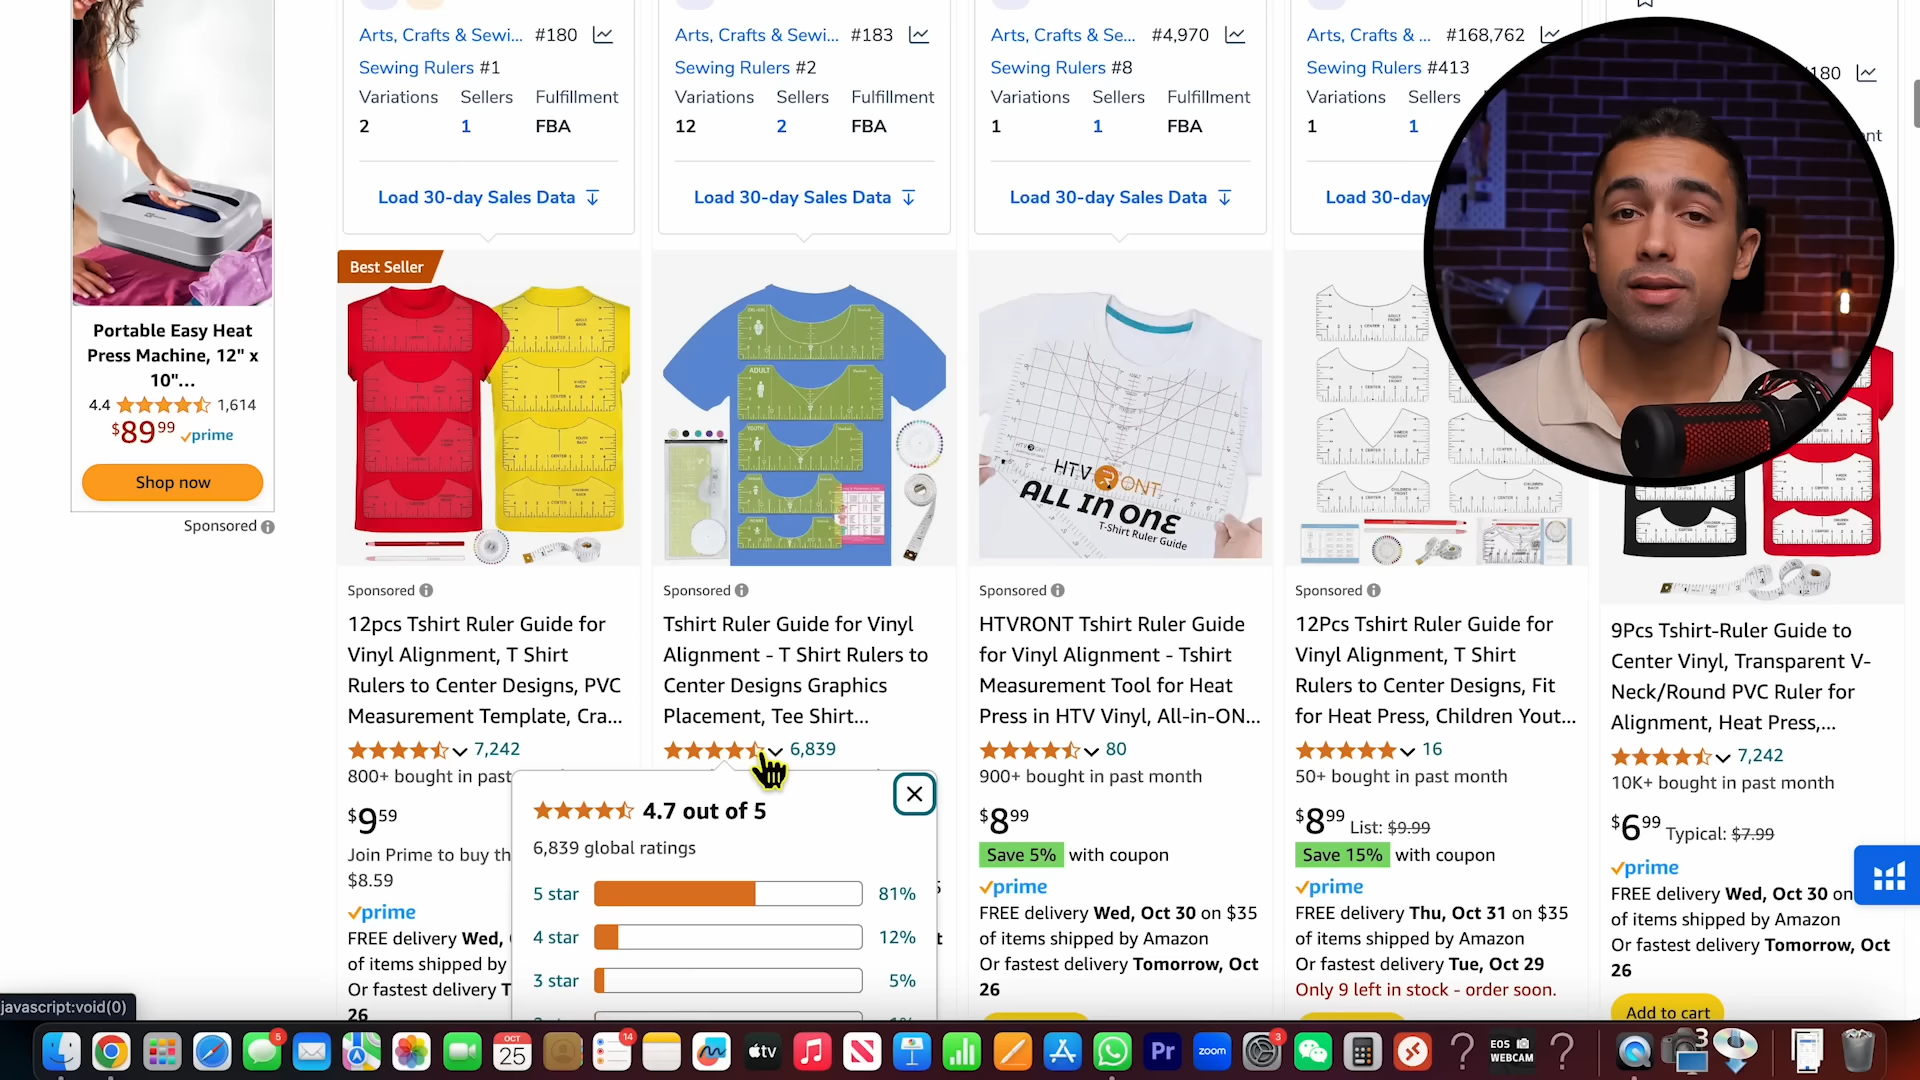 Arts, Crafts & Sewi... #180
Sewing Rulers #1
Variations Sellers Fulfillment
2 1 FBA
Load 30-day Sales Data
Arts, Crafts & Sewi... #183
Sewing Rulers #2
Variations Sellers Fulfillment
12 2 FBA
Load 30-day Sales Data
Arts, Crafts & Se... #4,970
Sewing Rulers #8
Variations Sellers Fulfillment
1 1 FBA
Load 30-day Sales Data
Arts, Crafts & ... #168,762
Sewing Rulers #413
Variations Sellers
1 1
Load 30-day
180
nt
Portable Easy Heat
Press Machine, 12" x
10"...
4.4 1,614
$89.99 prime
Shop now
Sponsored
Best Seller
Sponsored
12pcs Tshirt Ruler Guide for
Vinyl Alignment, T Shirt
Rulers to Center Designs, PVC
Measurement Template, Cra...
7,242
800+ bought in past
$9.59
Join Prime to buy th
$8.59
prime
FREE delivery Wed,
of items shipped by
Or fastest delivery T
26
ADULT
YOUTH
Sponsored
Tshirt Ruler Guide for Vinyl
Alignment - T Shirt Rulers to
Center Designs Graphics
Placement, Tee Shirt...
6,839
4.7 out of 5
6,839 global ratings
5 star 81%
4 star 12%
3 star 5%
HTVRONT
ALL IN ONE
T-Shirt Ruler Guide
Sponsored
HTVRONT Tshirt Ruler Guide
for Vinyl Alignment - Tshirt
Measurement Tool for Heat
Press in HTV Vinyl, All-in-ON...
80
900+ bought in past month
$8.99
Save 5% with coupon
prime
FREE delivery Wed, Oct 30 on $35
of items shipped by Amazon
Or fastest delivery Tomorrow, Oct
26
Sponsored
12Pcs Tshirt Ruler Guide for
Vinyl Alignment, T Shirt
Rulers to Center Designs, Fit
for Heat Press, Children Yout...
16
50+ bought in past month
$8.99 List: $9.99
Save 15% with coupon
prime
FREE delivery Thu, Oct 31 on $35
of items shipped by Amazon
Or fastest delivery Tue, Oct 29
Only 9 left in stock - order soon.
9Pcs Tshirt-Ruler Guide to
Center Vinyl, Transparent V-
Neck/Round PVC Ruler for
Alignment, Heat Press,...
7,242
10K+ bought in past month
$6.99 Typical: $7.99
prime
FREE delivery Wed, Oct 30 on
of items shipped by Amazon
Or fastest delivery Tomorrow, Oct
26
Add to cart
javascript:void(0)
5
OCT
25
14
tv
Pr
zoom
3
EOS
WEBCAM
3